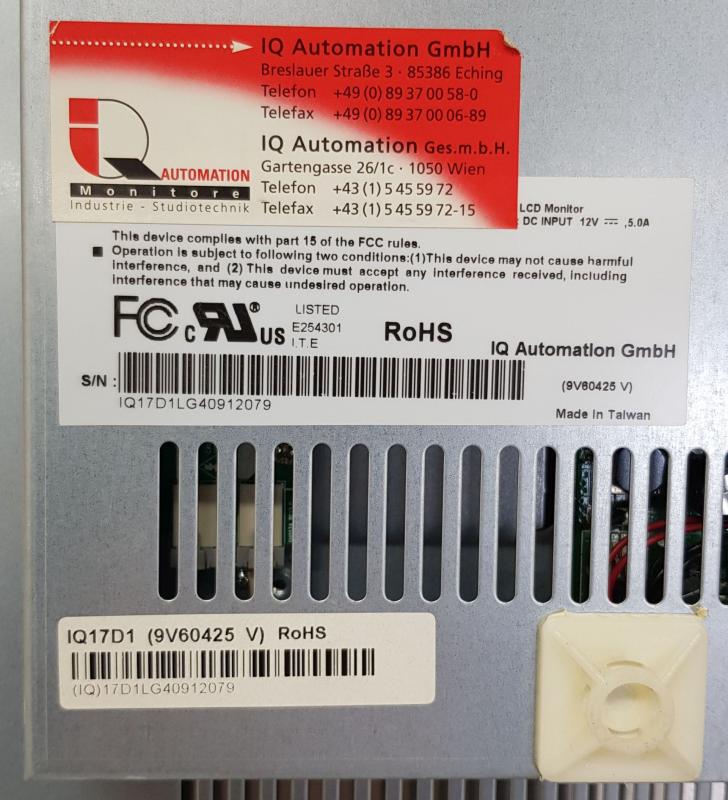 IQ Automation GmbH
Breslauer Straße 3 · 85386 Eching
Telefon +49 (0) 89 37 00 58-0
Telefax +49 (0) 89 37 00 06-89
IQ Automation Ges.m.b.H.
Gartengasse 26/1c · 1050 Wien
Telefon +43 (1) 5 45 59 72
Telefax +43 (1) 5 45 59 72-15
iQ AUTOMATION
Monitore
Industrie - Studiotechnik
LCD Monitor
DC INPUT 12V ⎓ ,5.0A
This device complies with part 15 of the FCC rules.
Operation is subject to following two conditions:(1)This device may not cause harmful
interference, and (2) This device must accept any interference received, including
interference that may cause undesired operation.
FC c RU ® US
LISTED
E254301
I.T.E
RoHS
IQ Automation GmbH
S/N :
IQ17D1LG40912079
(9V60425 V)
Made in Taiwan
IQ17D1 (9V60425 V) RoHS
(IQ)17D1LG40912079